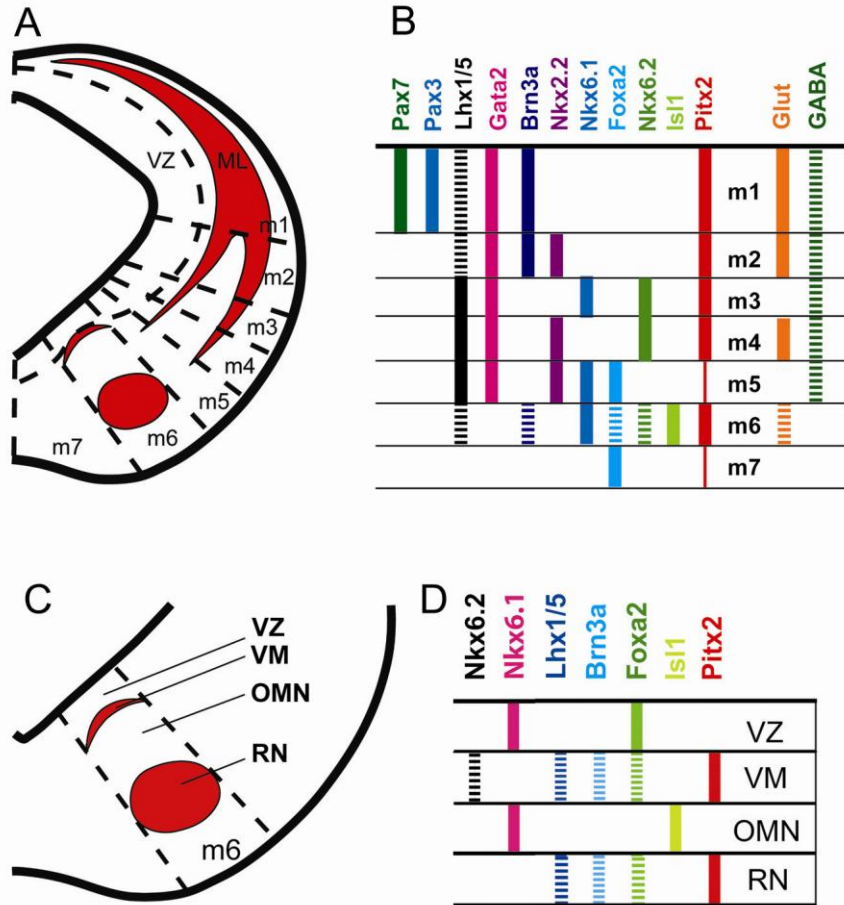 A
VZ
ML
m1
m2
m3
m4
m5
m6
m7
B
Pax7
Pax3
Lhx1/5
Gata2
Brn3a
Nkx2.2
Nkx6.1
Foxa2
Nkx6.2
Isl1
Pitx2
Glut
GABA
m1
m2
m3
m4
m5
m6
m7
C
VZ
VM
OMN
RN
m6
D
Nkx6.2
Nkx6.1
Lhx1/5
Brn3a
Foxa2
Isl1
Pitx2
VZ
VM
OMN
RN